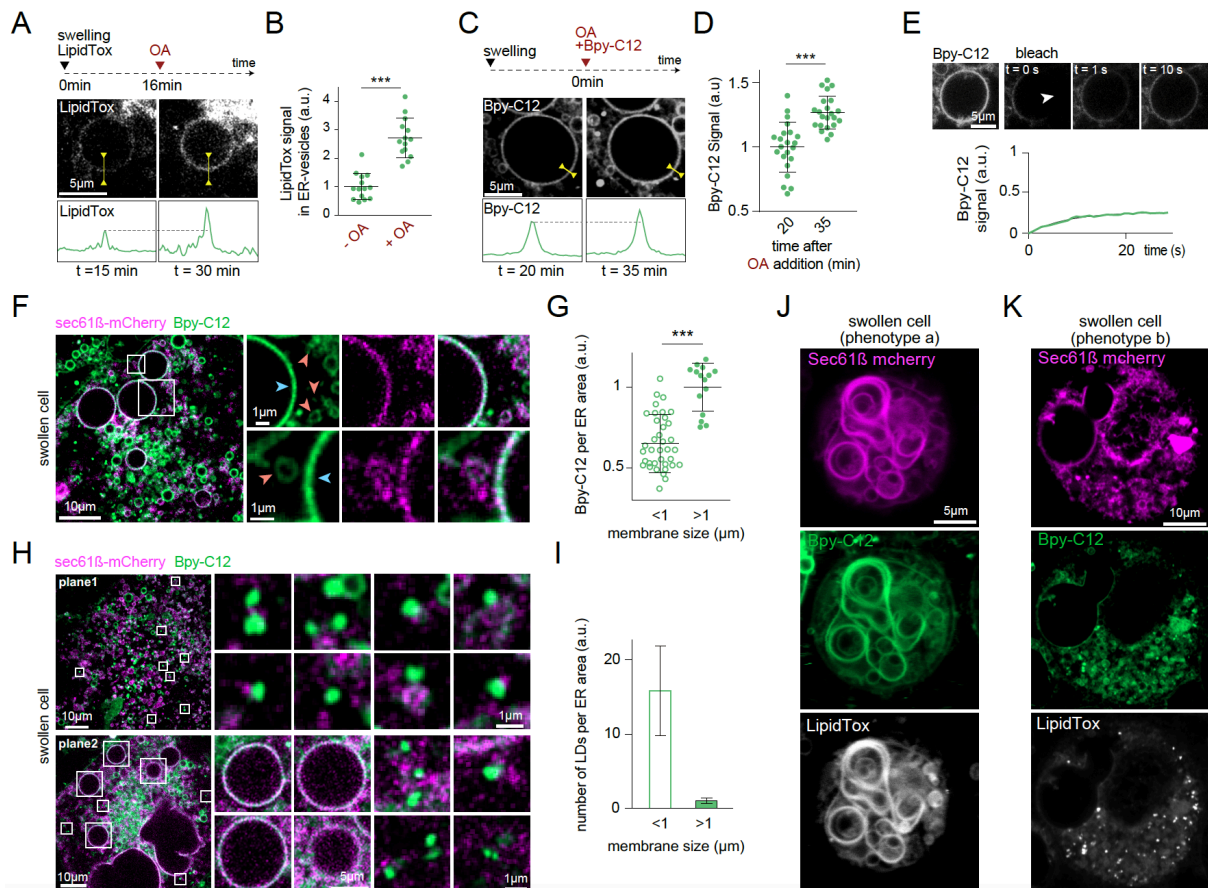 A
swelling
LipidTox
OA
time
0min
16min
LipidTox
5µm
LipidTox
t =15 min
t = 30 min
B
LipidTox signal
in ER-vesicles (a.u.)
***
4
3
2
1
0
- OA
+ OA
C
swelling
OA
+Bpy-C12
time
0min
Bpy-C12
5µm
Bpy-C12
t = 20 min
t = 35 min
D
Bpy-C12 Signal (a.u)
***
1.5
1
0.5
20
35
time after
OA addition (min)
E
Bpy-C12
bleach
t = 0 s
t = 1s
t = 10s
5µm
Bpy-C12
signal (a.u.)
1
0.5
0
0
20
time (s)
F
sec61ß-mCherry Bpy-C12
swollen cell
10µm
1µm
1µm
G
Bpy-C12 per ER area (a.u.)
***
1
0.5
<1
>1
membrane size (µm)
H
sec61ß-mCherry Bpy-C12
swollen cell
plane1
10µm
1µm
plane2
10µm
5µm
1µm
I
number of LDs per ER area (a.u.)
20
10
0
<1
>1
membrane size (µm)
J
swollen cell
(phenotype a)
Sec61ß mcherry
5µm
Bpy-C12
LipidTox
K
swollen cell
(phenotype b)
Sec61ß mcherry
10µm
Bpy-C12
LipidTox